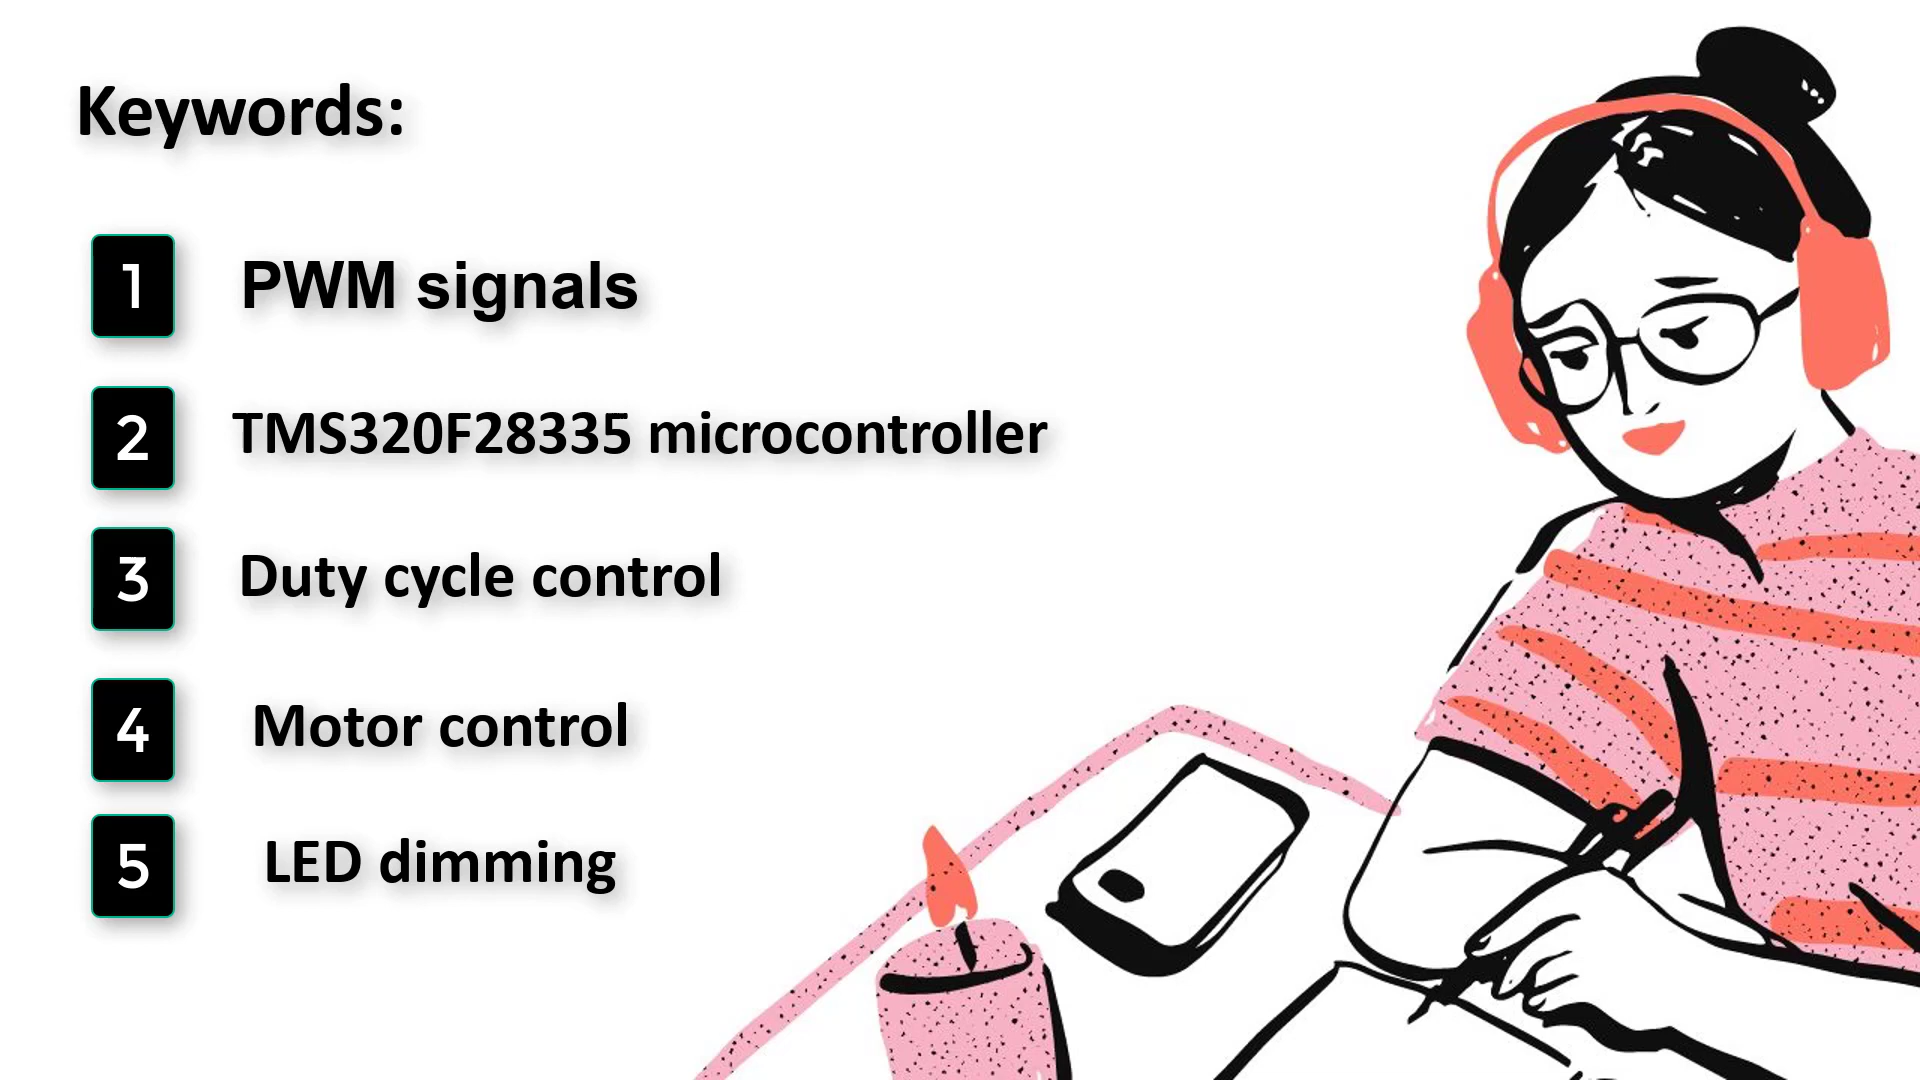 Keywords:
1 PWM signals
2 TMS320F28335 microcontroller
3 Duty cycle control
4 Motor control
5 LED dimming